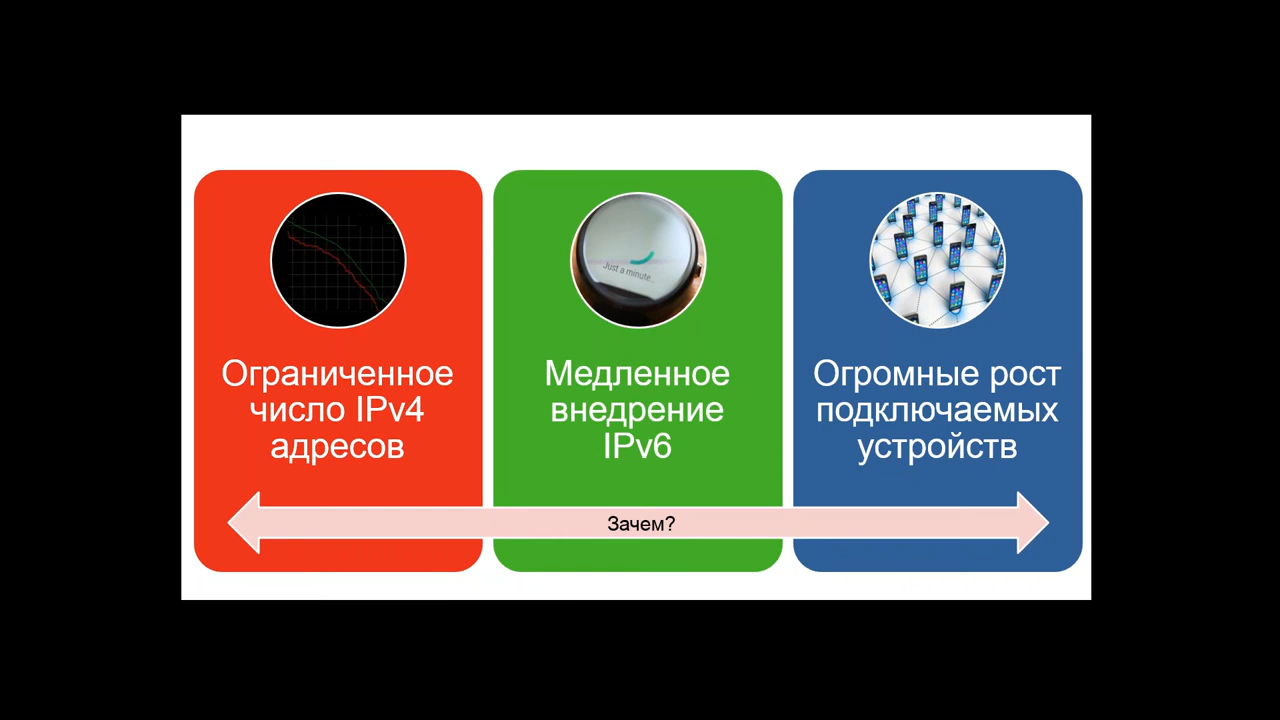 Just a minute...
Ограниченное
число IPv4
адресов
Медленное
внедрение
IPv6
Огромные рост
подключаемых
устройств
Зачем?